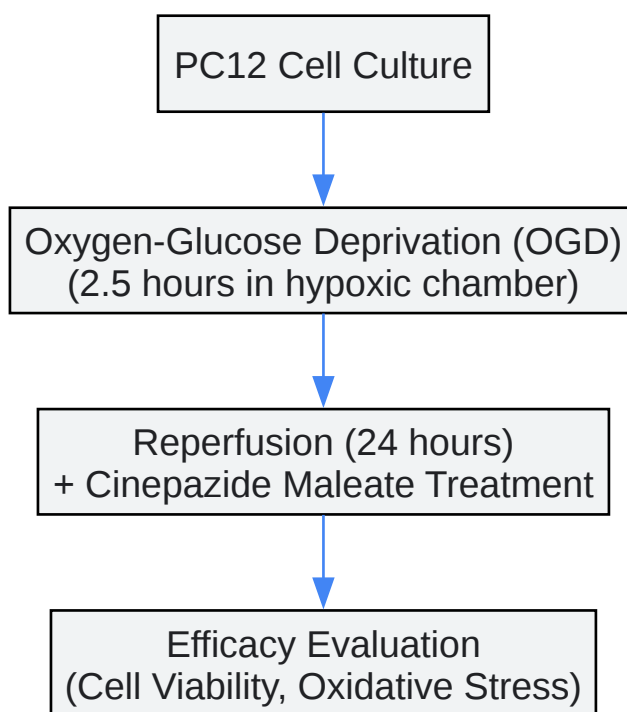 PC12 Cell Culture
Oxygen-Glucose Deprivation (OGD)
(2.5 hours in hypoxic chamber)
Reperfusion (24 hours)
+ Cinepazide Maleate Treatment
Efficacy Evaluation
(Cell Viability, Oxidative Stress)